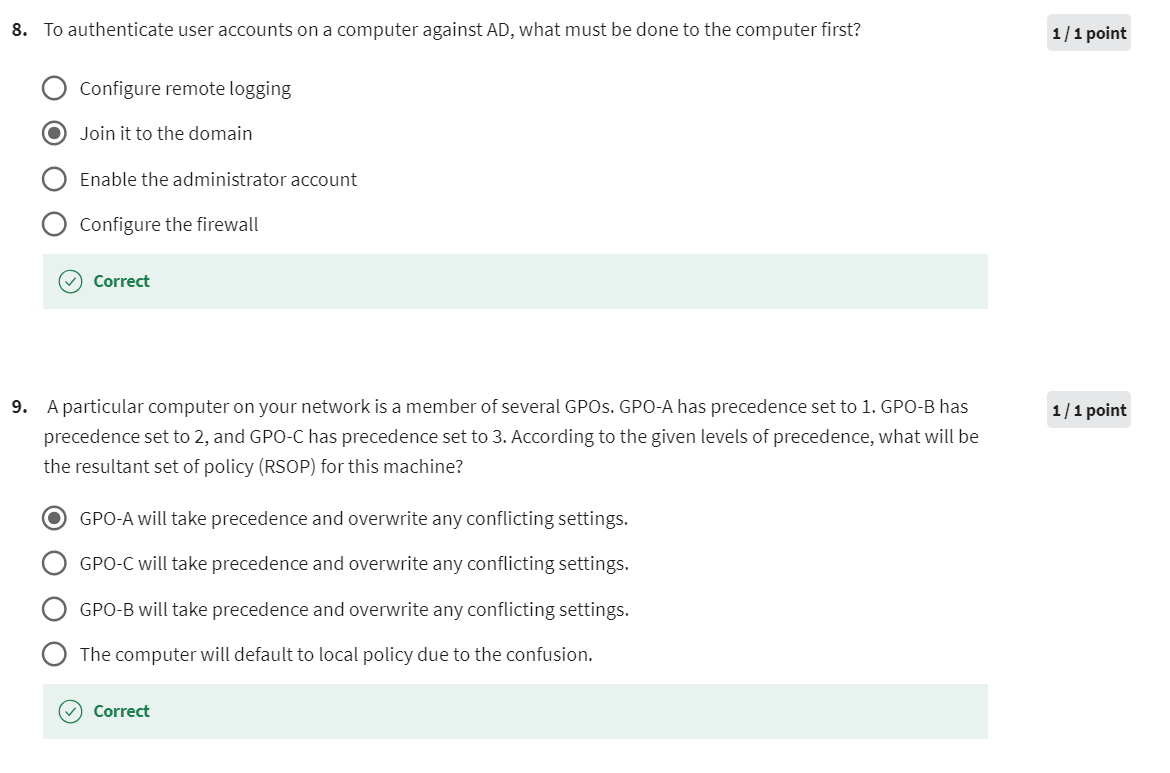 8. To authenticate user accounts on a computer against AD, what must be done to the computer first?
1 / 1 point
Configure remote logging
Join it to the domain
Enable the administrator account
Configure the firewall
Correct
9. A particular computer on your network is a member of several GPOs. GPO-A has precedence set to 1. GPO-B has
1 / 1 point
precedence set to 2, and GPO-C has precedence set to 3. According to the given levels of precedence, what will be
the resultant set of policy (RSOP) for this machine?
GPO-A will take precedence and overwrite any conflicting settings.
GPO-C will take precedence and overwrite any conflicting settings.
GPO-B will take precedence and overwrite any conflicting settings.
The computer will default to local policy due to the confusion.
Correct